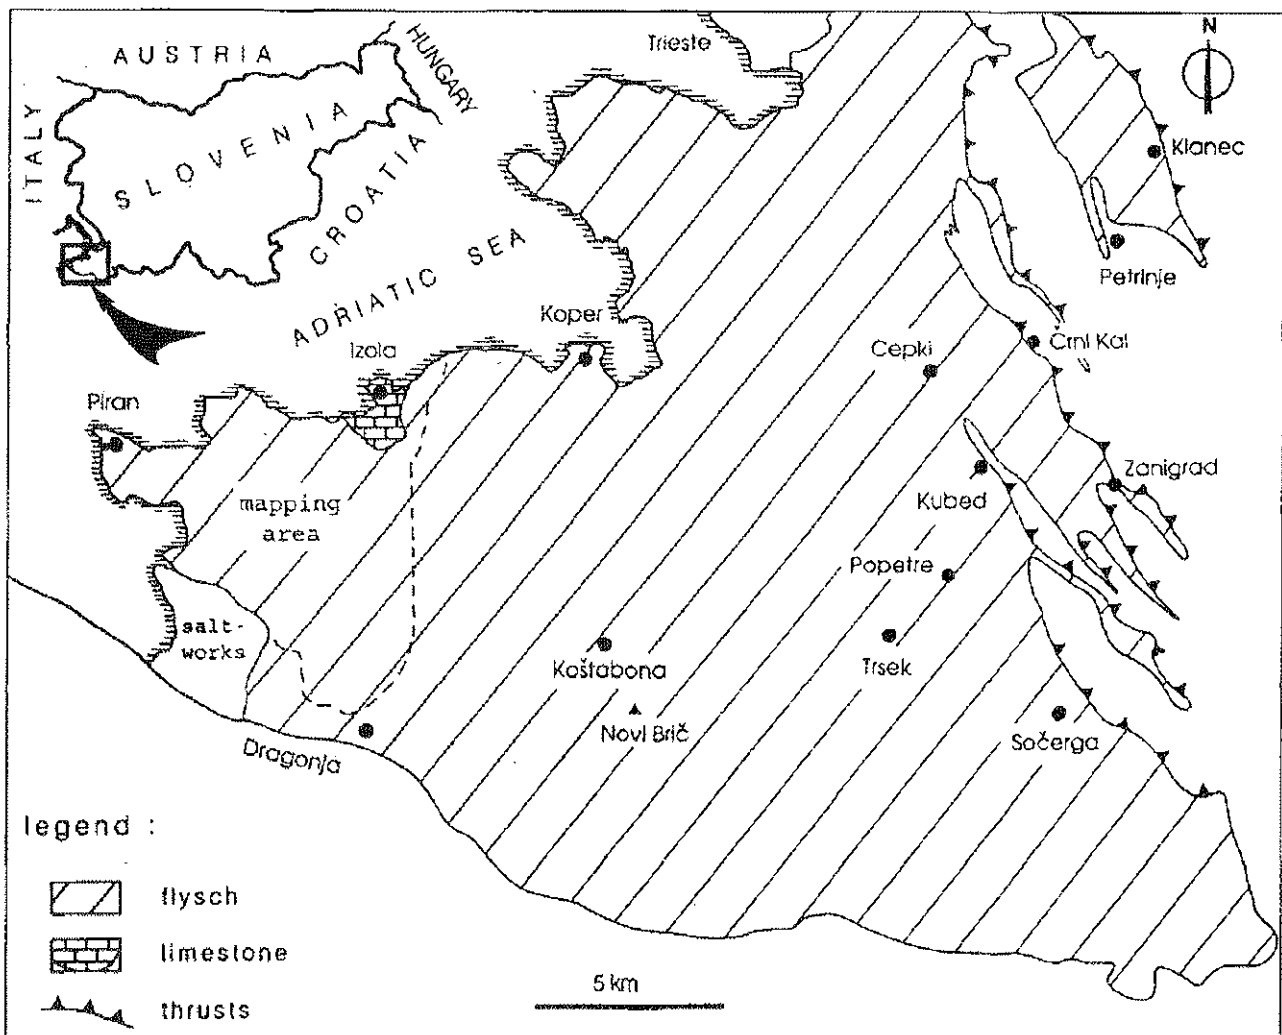 AUSTRIA
HUNGARY
ITALY
SLOVENIA
CROATIA
ADRIATIC SEA
Trieste
N
Klanec
Petrinje
Koper
Izola
Cepki
Črni Kal
Piran
Zanigrad
Kubed
mapping
area
Popetre
salt-
works
Koštabona
Trsek
Novi Brič
Sočerga
Dragonja
legend :
flysch
limestone
thrusts
5 km